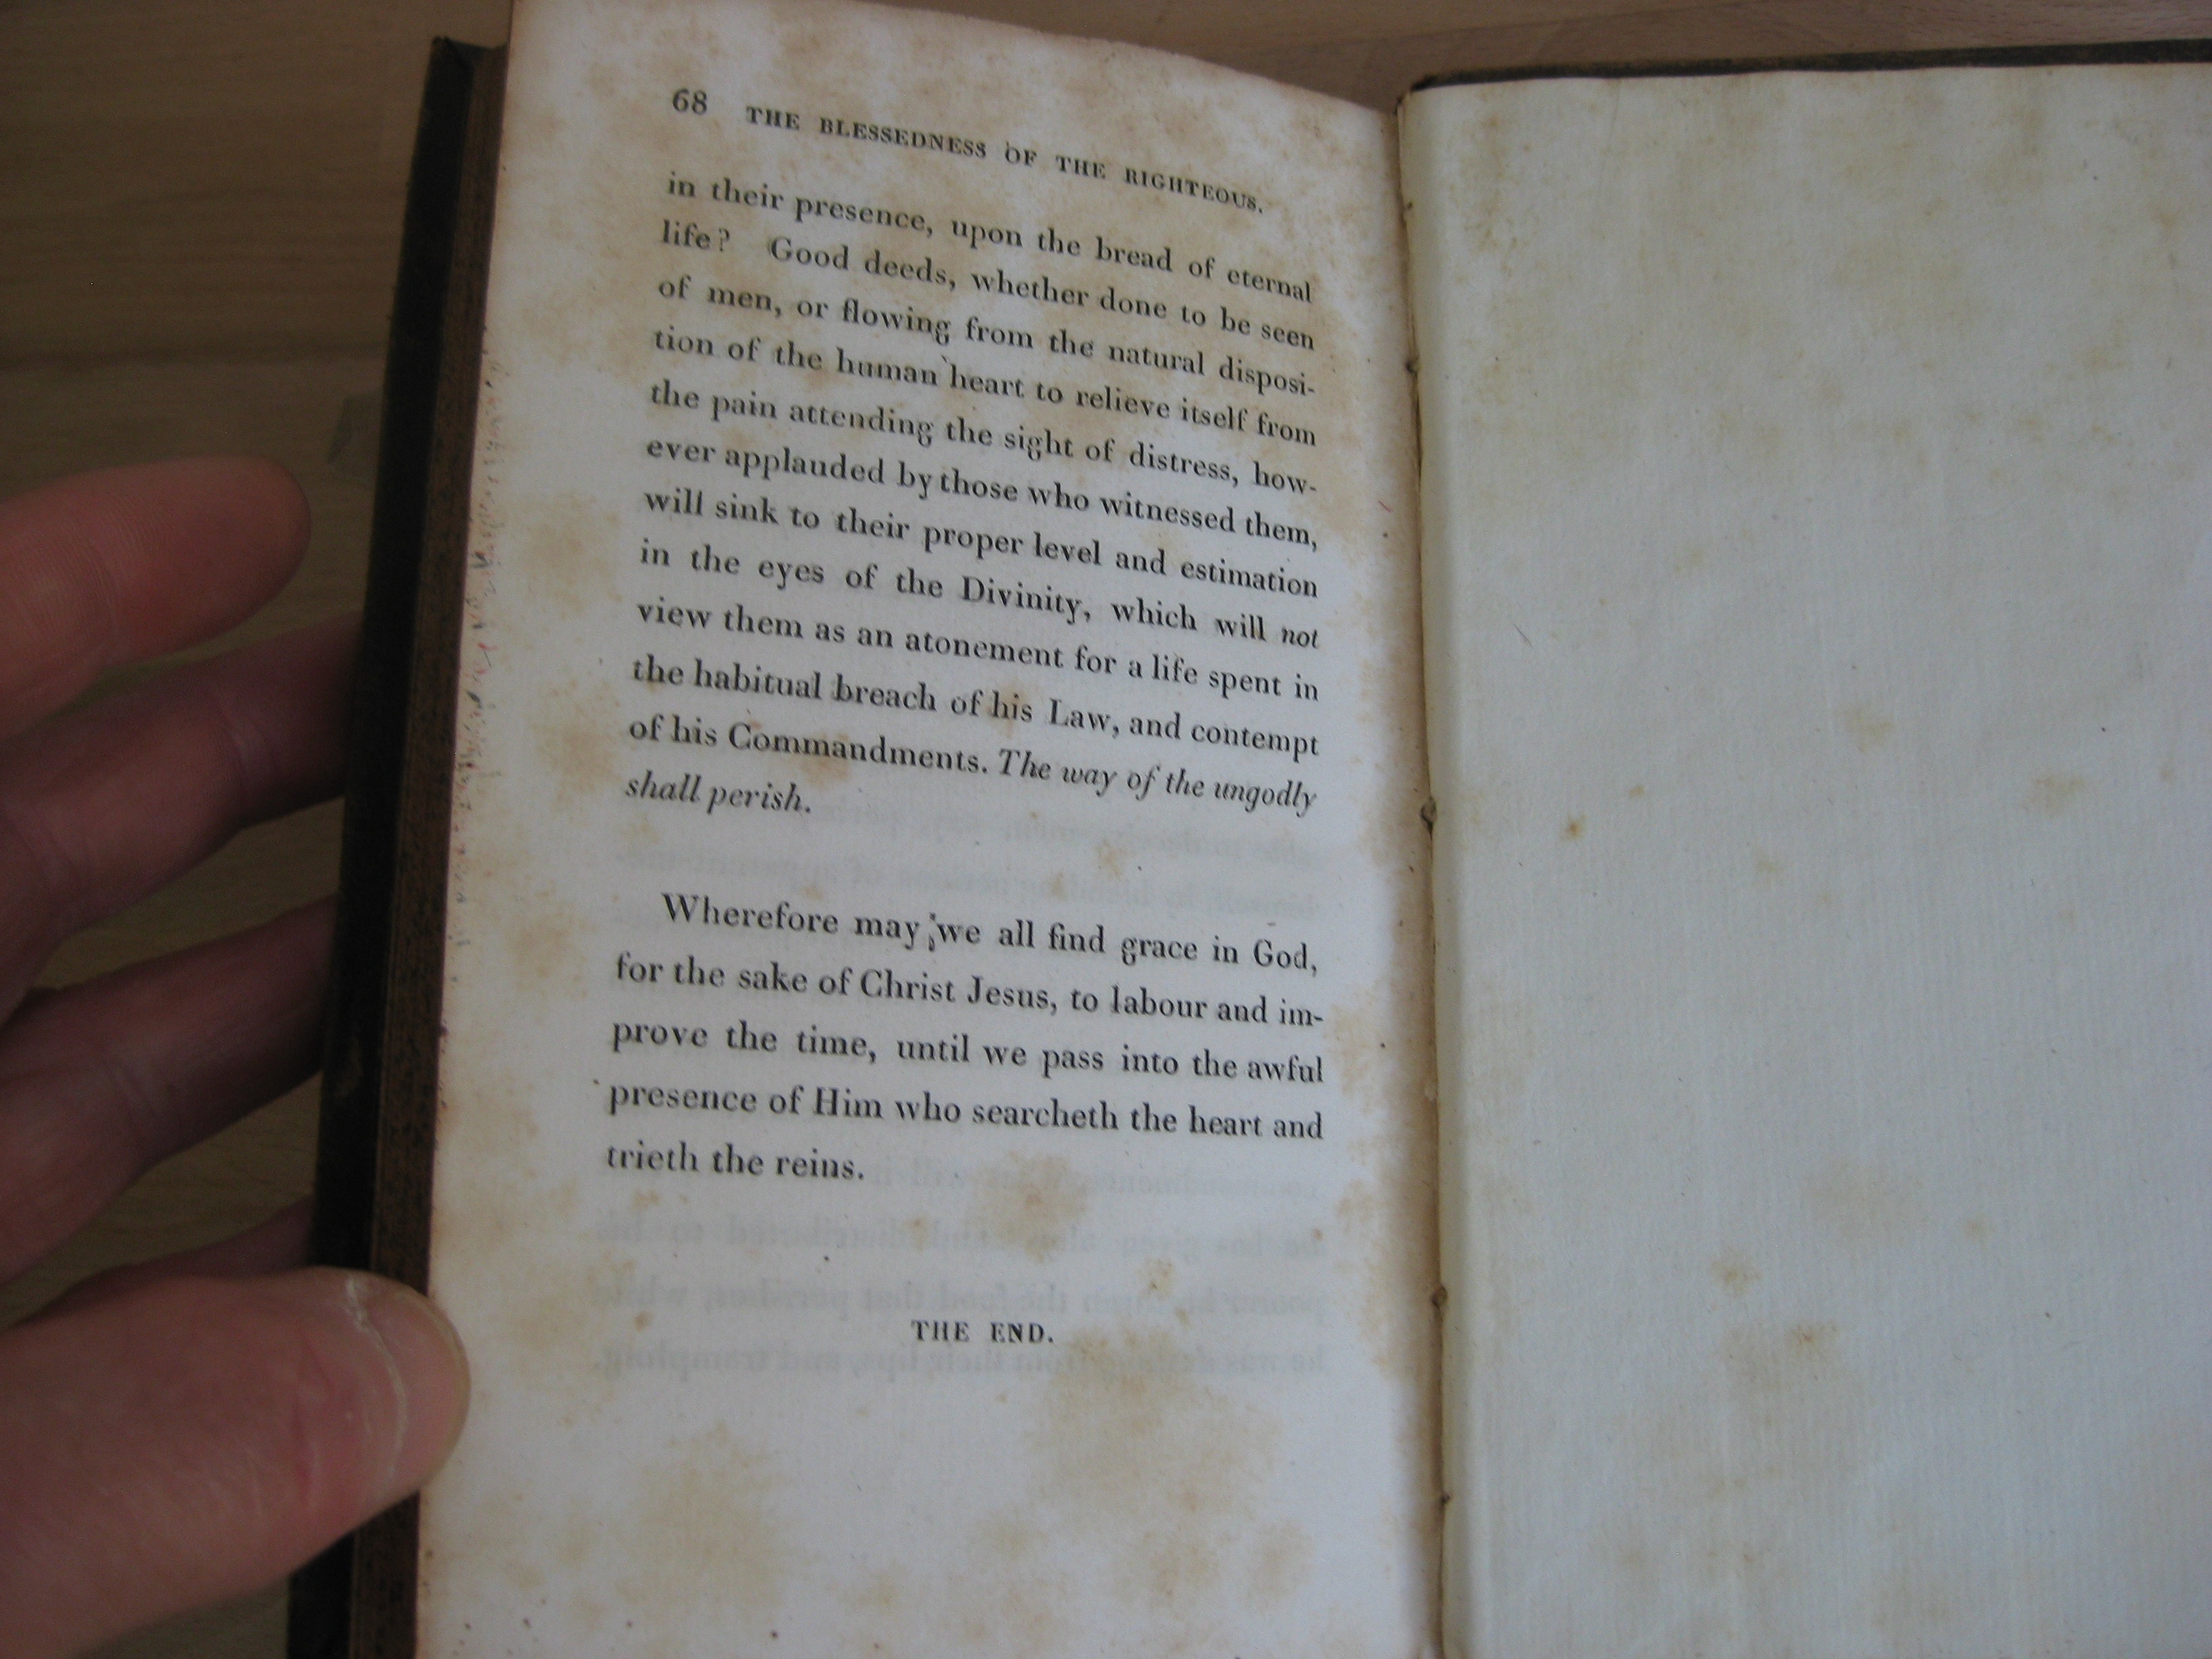 68 THE BLESSEDNESS OF THE RIGHTEOUS.
in their presence, upon the bread of eternal
life? Good deeds, whether done to be seen
of men, or flowing from the natural disposi-
tion of the human heart to relieve itself from
the pain attending the sight of distress, how-
ever applauded by those who witnessed them,
will sink to their proper level and estimation
in the eyes of the Divinity, which will not
view them as an atonement for a life spent in
the habitual breach of his Law, and contempt
of his Commandments. The way of the ungodly
shall perish.
Wherefore may we all find grace in God,
for the sake of Christ Jesus, to labour and im-
prove the time, until we pass into the awful
presence of Him who searcheth the heart and
trieth the reins.
THE END.